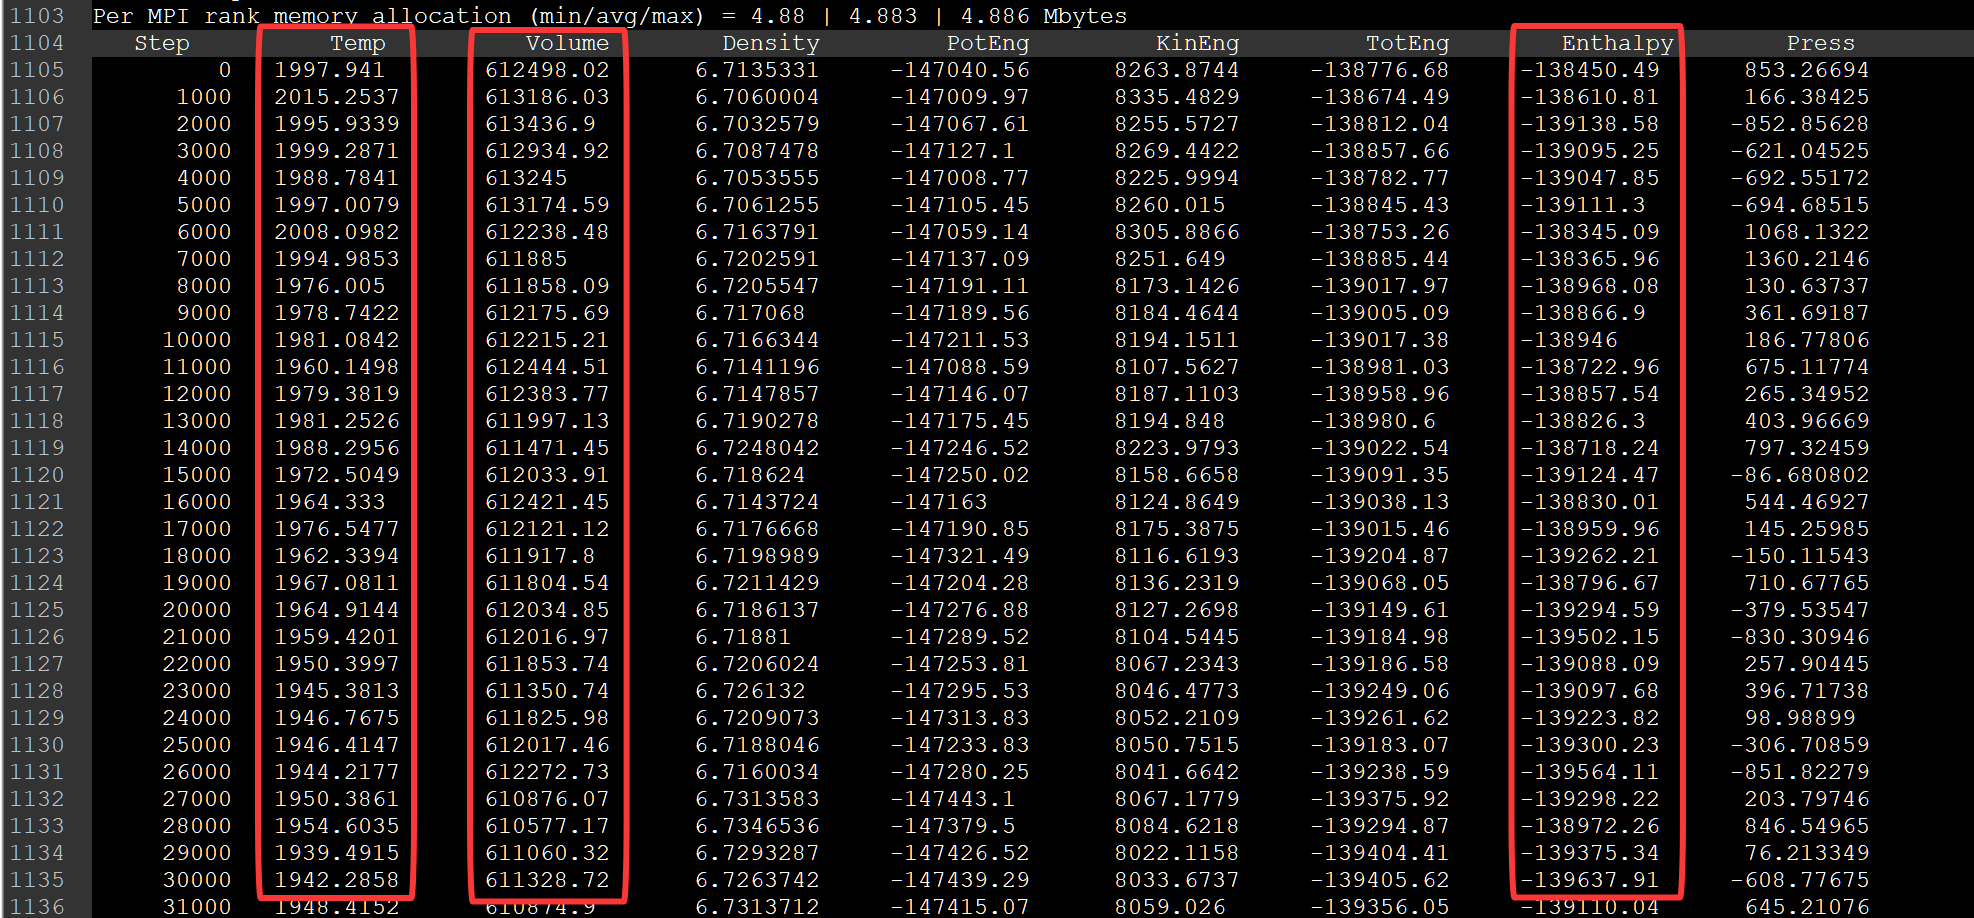 1103 Per MPI rank memory allocation (min/avg/max) = 4.88 | 4.883 | 4.886 Mbytes
1104 Step Temp Volume Density PotEng KinEng TotEng Enthalpy Press
1105 0 1997.941 612498.02 6.7135331 -147040.56 8263.8744 -138776.68 -138450.49 853.26694
1106 1000 2015.2537 613186.03 6.7060004 -147009.97 8335.4829 -138674.49 -138610.81 166.38425
1107 2000 1995.9339 613436.9 6.7032579 -147067.61 8255.5727 -138812.04 -139138.58 -852.85628
1108 3000 1999.2871 612934.92 6.7087478 -147127.1 8269.4422 -138857.66 -139095.25 -621.04525
1109 4000 1988.7841 613245 6.7053555 -147008.77 8225.9994 -138782.77 -139047.85 -692.55172
1110 5000 1997.0079 613174.59 6.7061255 -147105.45 8260.015 -138845.43 -139111.3 -694.68515
1111 6000 2008.0982 612238.48 6.7163791 -147059.14 8305.8866 -138753.26 -138345.09 1068.1322
1112 7000 1994.9853 611885 6.7202591 -147137.09 8251.649 -138885.44 -138365.96 1360.2146
1113 8000 1976.005 611858.09 6.7205547 -147191.11 8173.1426 -139017.97 -138968.08 130.63737
1114 9000 1978.7422 612175.69 6.717068 -147189.56 8184.4644 -139005.09 -138866.9 361.69187
1115 10000 1981.0842 612215.21 6.7166344 -147211.53 8194.1511 -139017.38 -138946 186.77806
1116 11000 1960.1498 612444.51 6.7141196 -147088.59 8107.5627 -138981.03 -138722.96 675.11774
1117 12000 1979.3819 612383.77 6.7147857 -147146.07 8187.1103 -138958.96 -138857.54 265.34952
1118 13000 1981.2526 611997.13 6.7190278 -147175.45 8194.848 -138980.6 -138826.3 403.96669
1119 14000 1988.2956 611471.45 6.7248042 -147246.52 8223.9793 -139022.54 -138718.24 797.32459
1120 15000 1972.5049 612033.91 6.718624 -147250.02 8158.6658 -139091.35 -139124.47 -86.680802
1121 16000 1964.333 612421.45 6.7143724 -147163 8124.8649 -139038.13 -138830.01 544.46927
1122 17000 1976.5477 612121.12 6.7176668 -147190.85 8175.3875 -139015.46 -138959.96 145.25985
1123 18000 1962.3394 611917.8 6.7198989 -147321.49 8116.6193 -139204.87 -139262.21 -150.11543
1124 19000 1967.0811 611804.54 6.7211429 -147204.28 8136.2319 -139068.05 -138796.67 710.67765
1125 20000 1964.9144 612034.85 6.7186137 -147276.88 8127.2698 -139149.61 -139294.59 -379.53547
1126 21000 1959.4201 612016.97 6.71881 -147289.52 8104.5445 -139184.98 -139502.15 -830.30946
1127 22000 1950.3997 611853.74 6.7206024 -147253.81 8067.2343 -139186.58 -139088.09 257.90445
1128 23000 1945.3813 611350.74 6.726132 -147295.53 8046.4773 -139249.06 -139097.68 396.71738
1129 24000 1946.7675 611825.98 6.7209073 -147313.83 8052.2109 -139261.62 -139223.82 98.98899
1130 25000 1946.4147 612017.46 6.7188046 -147233.83 8050.7515 -139183.07 -139300.23 -306.70859
1131 26000 1944.2177 612272.73 6.7160034 -147280.25 8041.6642 -139238.59 -139564.11 -851.82279
1132 27000 1950.3861 610876.07 6.7313583 -147443.1 8067.1779 -139375.92 -139298.22 203.79746
1133 28000 1954.6035 610577.17 6.7346536 -147379.5 8084.6218 -139294.87 -138972.26 846.54965
1134 29000 1939.4915 611060.32 6.7293287 -147426.52 8022.1158 -139404.41 -139375.34 76.213349
1135 30000 1942.2858 611328.72 6.7263742 -147439.29 8033.6737 -139405.62 -139637.91 -608.77675
1136 31000 1948.4152 610874.9 6.7313712 -147415.07 8059.026 -139356.05 -139110.04 645.21076